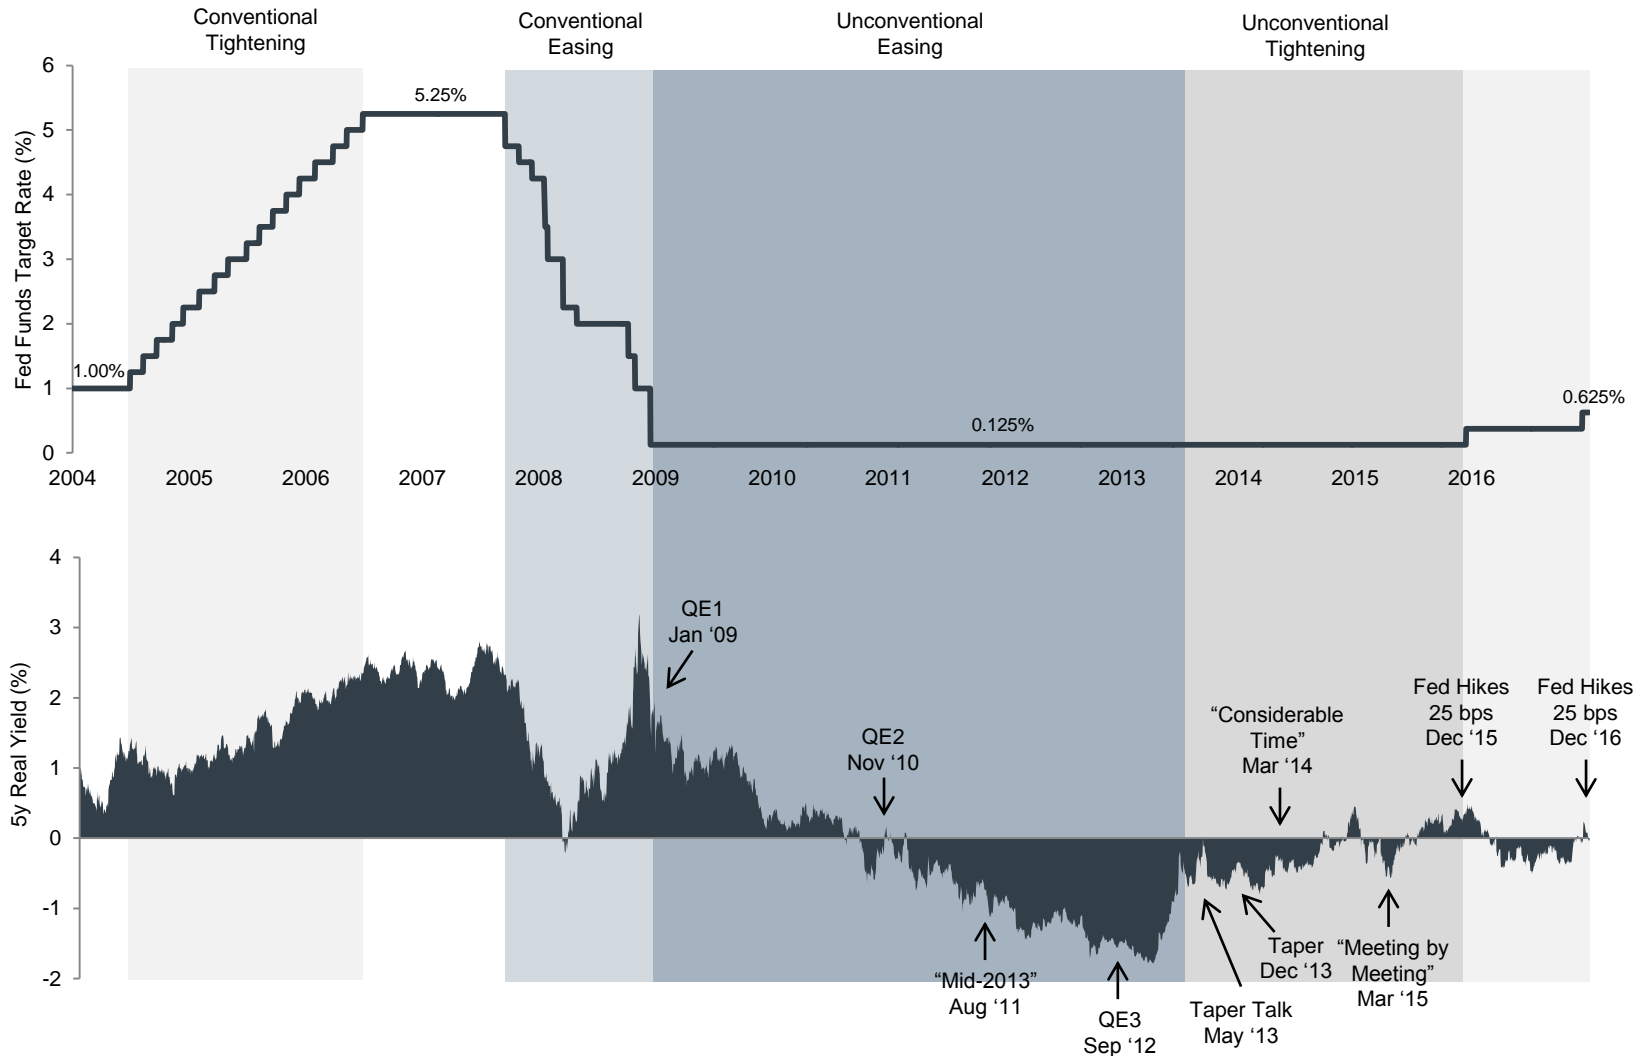 Conventional
Tightening
Conventional
Easing
Unconventional
Easing
Unconventional
Tightening
Fed Funds Target Rate (%)
6
5
4
3
2
1
0
1.00%
5.25%
0.125%
0.625%
2004 2005 2006 2007 2008 2009 2010 2011 2012 2013 2014 2015 2016
5y Real Yield (%)
4
3
2
1
0
-1
-2
QE1
Jan ‘09
QE2
Nov ‘10
“Considerable
Time”
Mar ‘14
Fed Hikes
25 bps
Dec ‘15
Fed Hikes
25 bps
Dec ‘16
“Mid-2013”
Aug ‘11
QE3
Sep ‘12
Taper Talk
May ‘13
Taper
Dec ‘13
“Meeting by
Meeting”
Mar ‘15